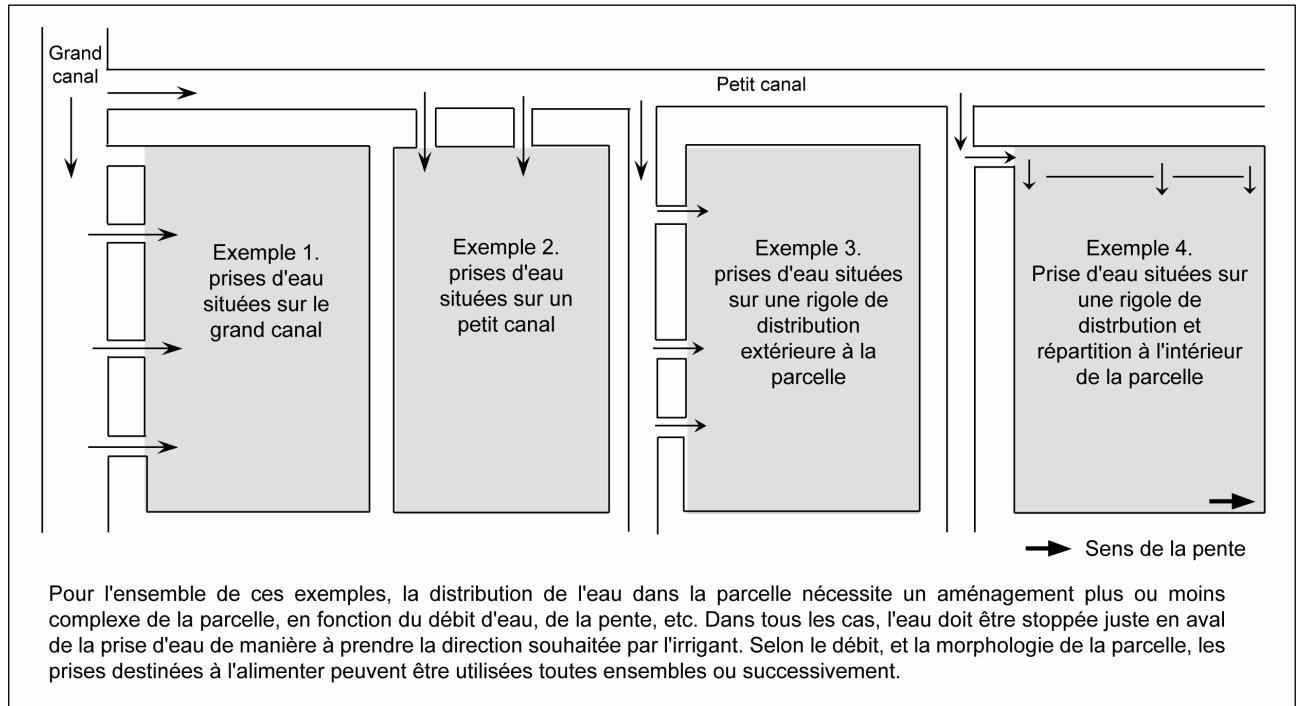 Grand
canal
Petit canal
Exemple 1.
prises d'eau
situées sur le
grand canal
Exemple 2.
prises d'eau
situées sur un
petit canal
Exemple 3.
prises d'eau situées
sur une rigole de
distribution
extérieure à la
parcelle
Exemple 4.
Prise d'eau situées sur
une rigole de
distrbution et
répartition à l'intérieur
de la parcelle
Sens de la pente
Pour l'ensemble de ces exemples, la distribution de l'eau dans la parcelle nécessite un aménagement plus ou moins
complexe de la parcelle, en fonction du débit d'eau, de la pente, etc. Dans tous les cas, l'eau doit être stoppée juste en aval
de la prise d'eau de manière à prendre la direction souhaitée par l'irrigant. Selon le débit, et la morphologie de la parcelle, les
prises destinées à l'alimenter peuvent être utilisées toutes ensembles ou successivement.